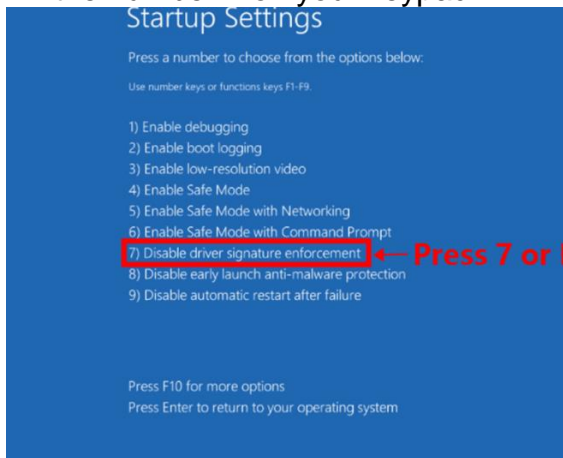 Startup Settings
Press a number to choose from the options below:
Use number keys or functions keys F1-F9.
1) Enable debugging
2) Enable boot logging
3) Enable low-resolution video
4) Enable Safe Mode
5) Enable Safe Mode with Networking
6) Enable Safe Mode with Command Prompt
7) Disable driver signature enforcement ← Press 7 or
8) Disable early launch anti-malware protection
9) Disable automatic restart after failure
Press F10 for more options
Press Enter to return to your operating system